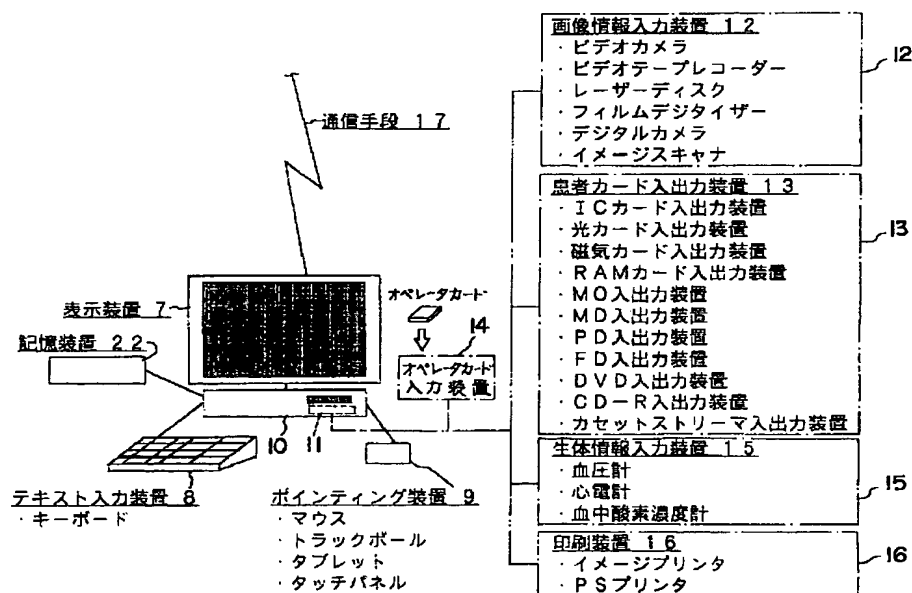 通信手段 17
表示装置 7
記憶装置 22
オペレータカード
14
オペレータカード
入力装置
10
11
テキスト入力装置 8
・キーボード
ポインティング装置 9
・マウス
・トラックボール
・タブレット
・タッチパネル
画像情報入力装置 12
・ビデオカメラ
・ビデオテープレコーダー
・レーザーディスク
・フィルムデジタイザー
・デジタルカメラ
・イメージスキャナ
12
患者カード入出力装置 13
・ICカード入出力装置
・光カード入出力装置
・磁気カード入出力装置
・RAMカード入出力装置
・MO入出力装置
・MD入出力装置
・PD入出力装置
・FD入出力装置
・DVD入出力装置
・CD-R入出力装置
・カセットストリーマ入出力装置
13
生体情報入力装置 15
・血圧計
・心電計
・血中酸素濃度計
15
印刷装置 16
・イメージプリンタ
・PSプリンタ
16